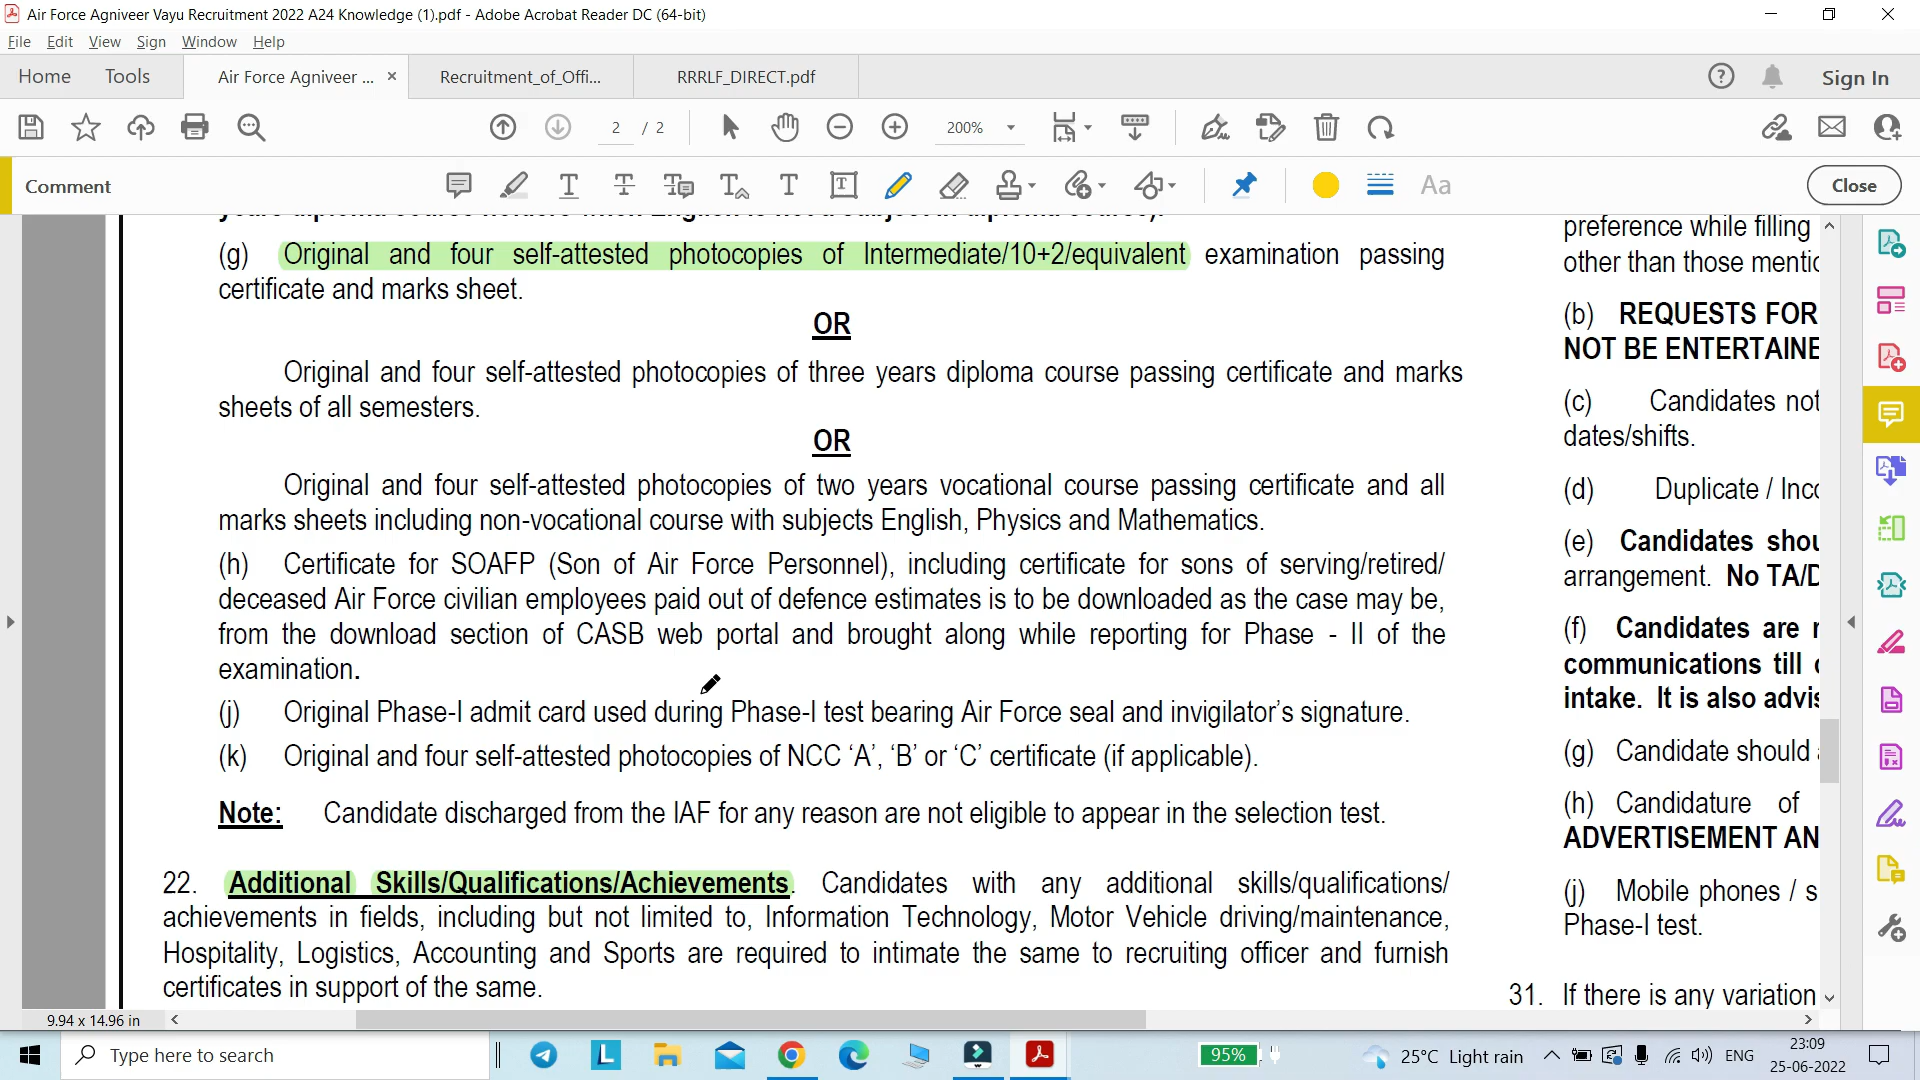 Air Force Agniveer Vayu Recruitment 2022 A24 Knowledge (1).pdf - Adobe Acrobat Reader DC (64-bit)
File Edit View Sign Window Help
Home Tools Air Force Agniveer ... × Recruitment_of_Offi... RRRLF_DIRECT.pdf Sign In
2 / 2 200%
Comment Close
(g) Original and four self-attested photocopies of Intermediate/10+2/equivalent examination passing
certificate and marks sheet.
OR
Original and four self-attested photocopies of three years diploma course passing certificate and marks
sheets of all semesters.
OR
Original and four self-attested photocopies of two years vocational course passing certificate and all
marks sheets including non-vocational course with subjects English, Physics and Mathematics.
(h) Certificate for SOAFP (Son of Air Force Personnel), including certificate for sons of serving/retired/
deceased Air Force civilian employees paid out of defence estimates is to be downloaded as the case may be,
from the download section of CASB web portal and brought along while reporting for Phase - II of the
examination.
(j) Original Phase-I admit card used during Phase-I test bearing Air Force seal and invigilator's signature.
(k) Original and four self-attested photocopies of NCC ‘A’, ‘B’ or ‘C’ certificate (if applicable).
Note: Candidate discharged from the IAF for any reason are not eligible to appear in the selection test.
22. Additional Skills/Qualifications/Achievements. Candidates with any additional skills/qualifications/
achievements in fields, including but not limited to, Information Technology, Motor Vehicle driving/maintenance,
Hospitality, Logistics, Accounting and Sports are required to intimate the same to recruiting officer and furnish
certificates in support of the same.
preference while filling
other than those
(b) REQUESTS FOR
NOT BE
(c) Candidates not
dates/shifts.
(d) Duplicate /
(e) Candidates
arrangement. No
(f) Candidates are
communications till
intake. It is also
(g) Candidate should
(h) Candidature of
ADVERTISEMENT
(j) Mobile phones /
Phase-I test.
31. If there is any variation
9.94 x 14.96 in
Type here to search 95% 25°C Light rain ENG 23:09
25-06-2022